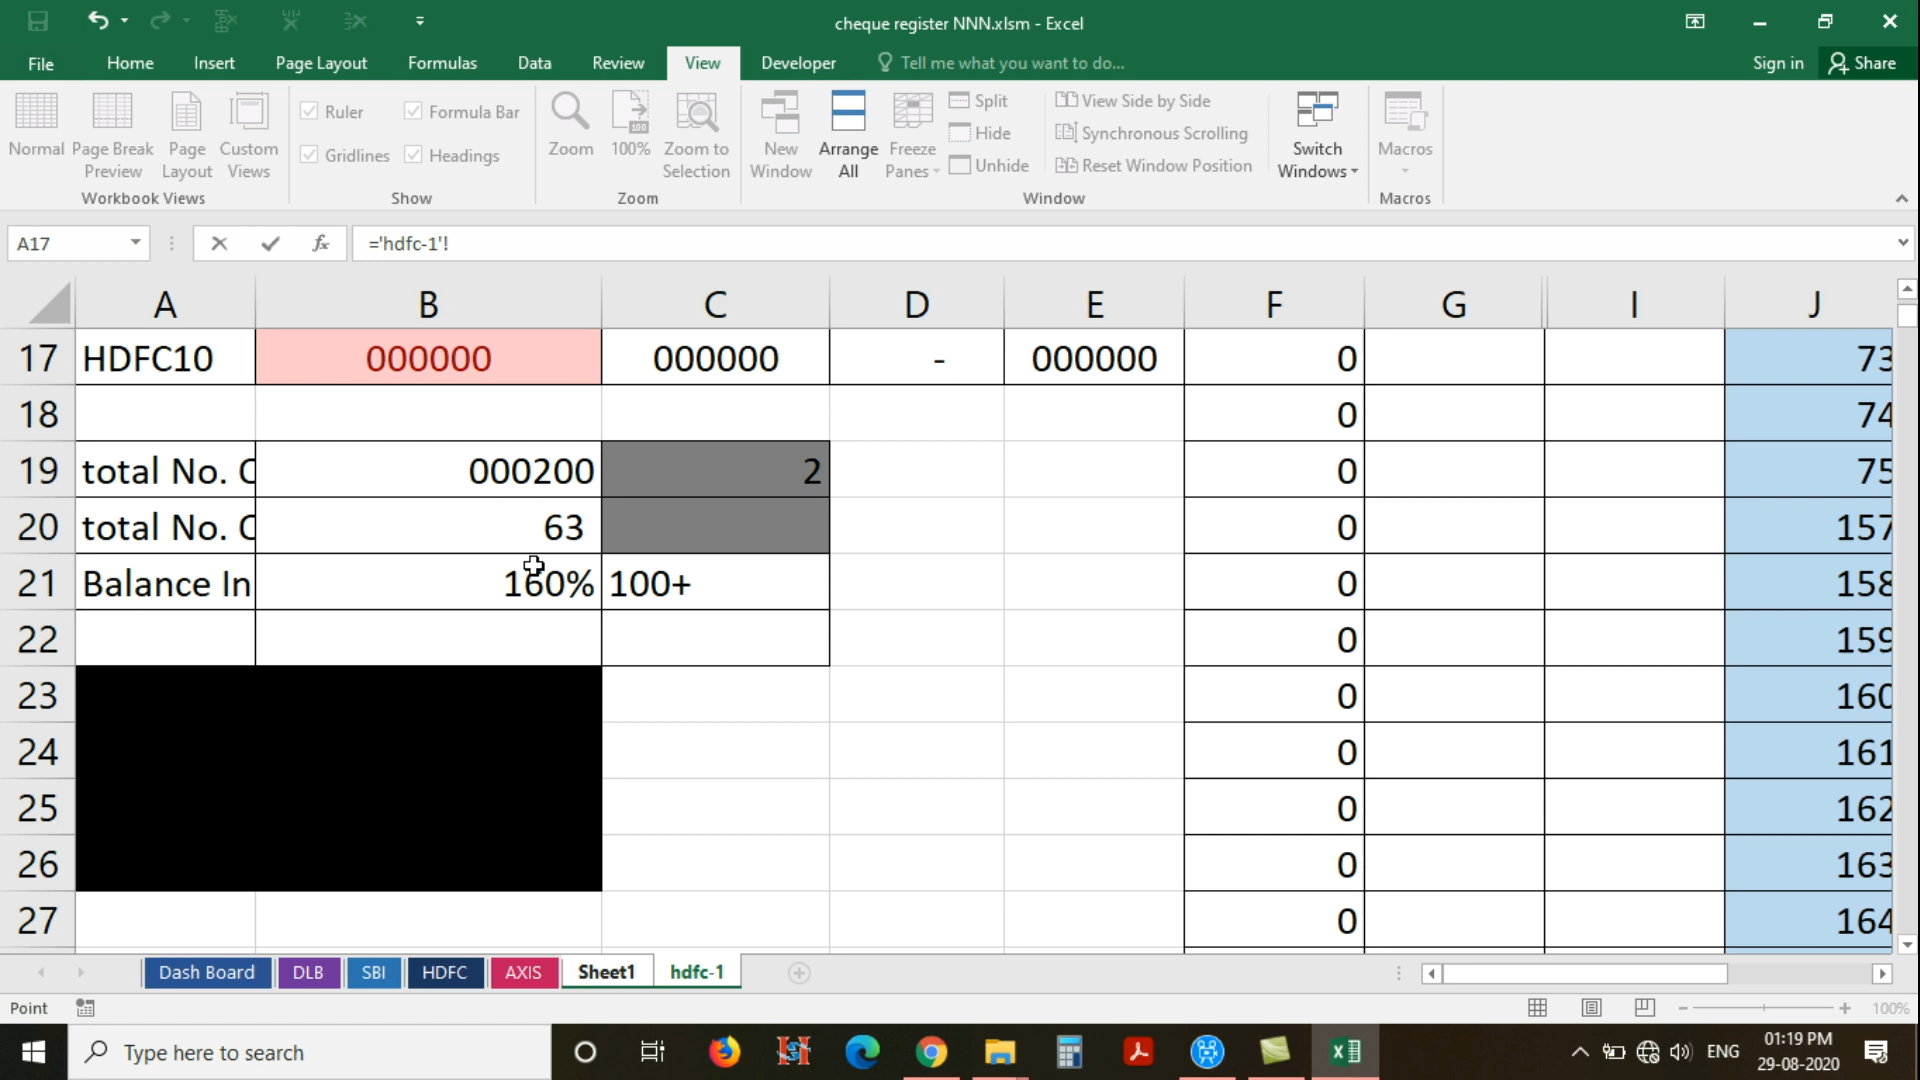 cheque register NNN.xlsm - Excel
File Home Insert Page Layout Formulas Data Review View Developer Tell me what you want to do... Sign in Share
Normal Page Break Preview Page Layout Custom Views
Workbook Views
Ruler Formula Bar
Gridlines Headings
Show
Zoom 100% Zoom to Selection
Zoom
New Window Arrange All Freeze Panes
Split
Hide
Unhide
View Side by Side
Synchronous Scrolling
Reset Window Position
Window
Switch Windows
Macros
Macros
A17 fx ='hdfc-1'!
A B C D E F G I J
17 HDFC10 000000 000000 - 000000 0 73
18 0 74
19 total No. C 000200 2 0 75
20 total No. C 63 0 157
21 Balance In 160% 100+ 0 158
22 0 159
23 0 160
24 0 161
25 0 162
26 0 163
27 0 164
Dash Board DLB SBI HDFC AXIS Sheet1 hdfc-1
Point 100%
Type here to search ENG 01:19 PM
29-08-2020